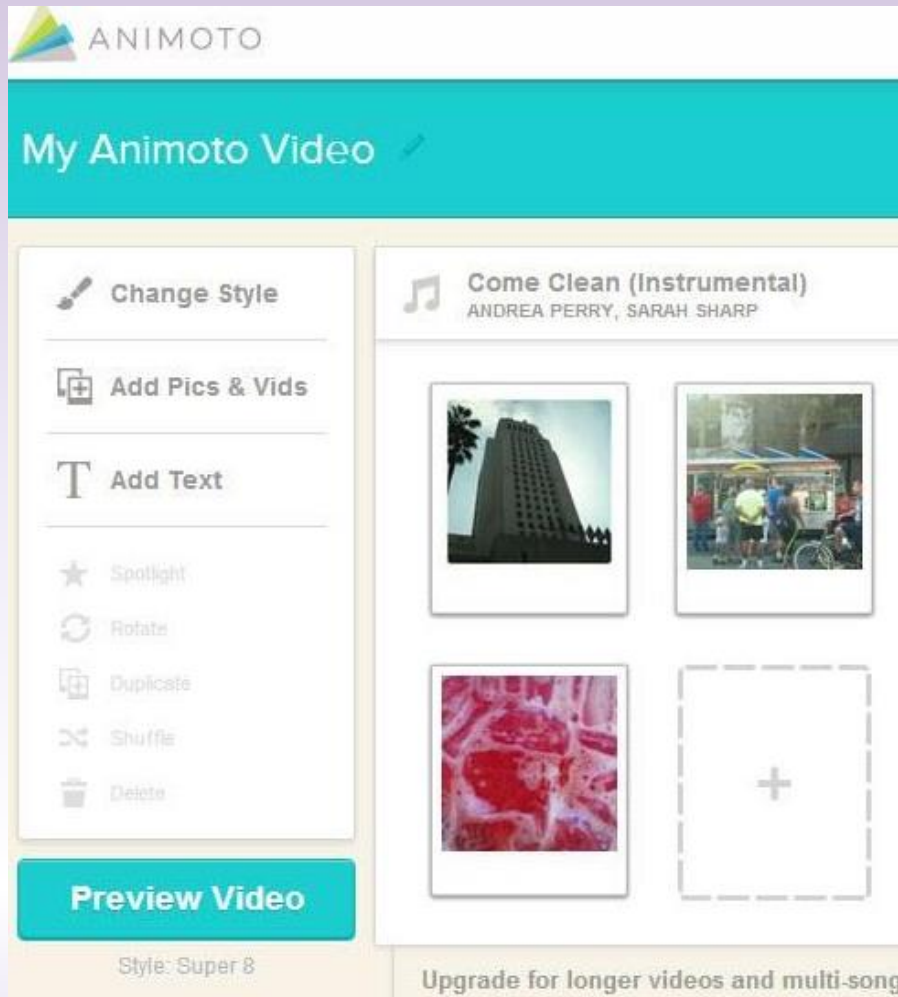 ANIMOTO
My Animoto Video
Change Style
Add Pics & Vids
Add Text
Spotlight
Rotate
Duplicate
Shuffle
Delete
Preview Video
Style: Super 8
Come Clean (Instrumental)
ANDREA PERRY, SARAH SHARP
Upgrade for longer videos and multi-song